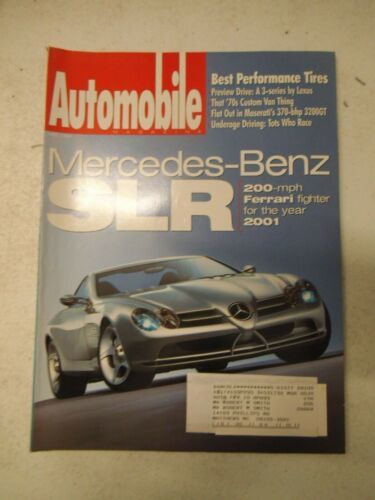 Automobile
MAGAZINE
Best Performance Tires
Preview Drive: A 3-series by Lexus
That '70s Custom Van Thing
Flat Out in Maserati's 370-bhp 3200GT
Underage Driving: Tots Who Race
Mercedes-Benz
SLR
200-mph
Ferrari fighter
for the year
2001